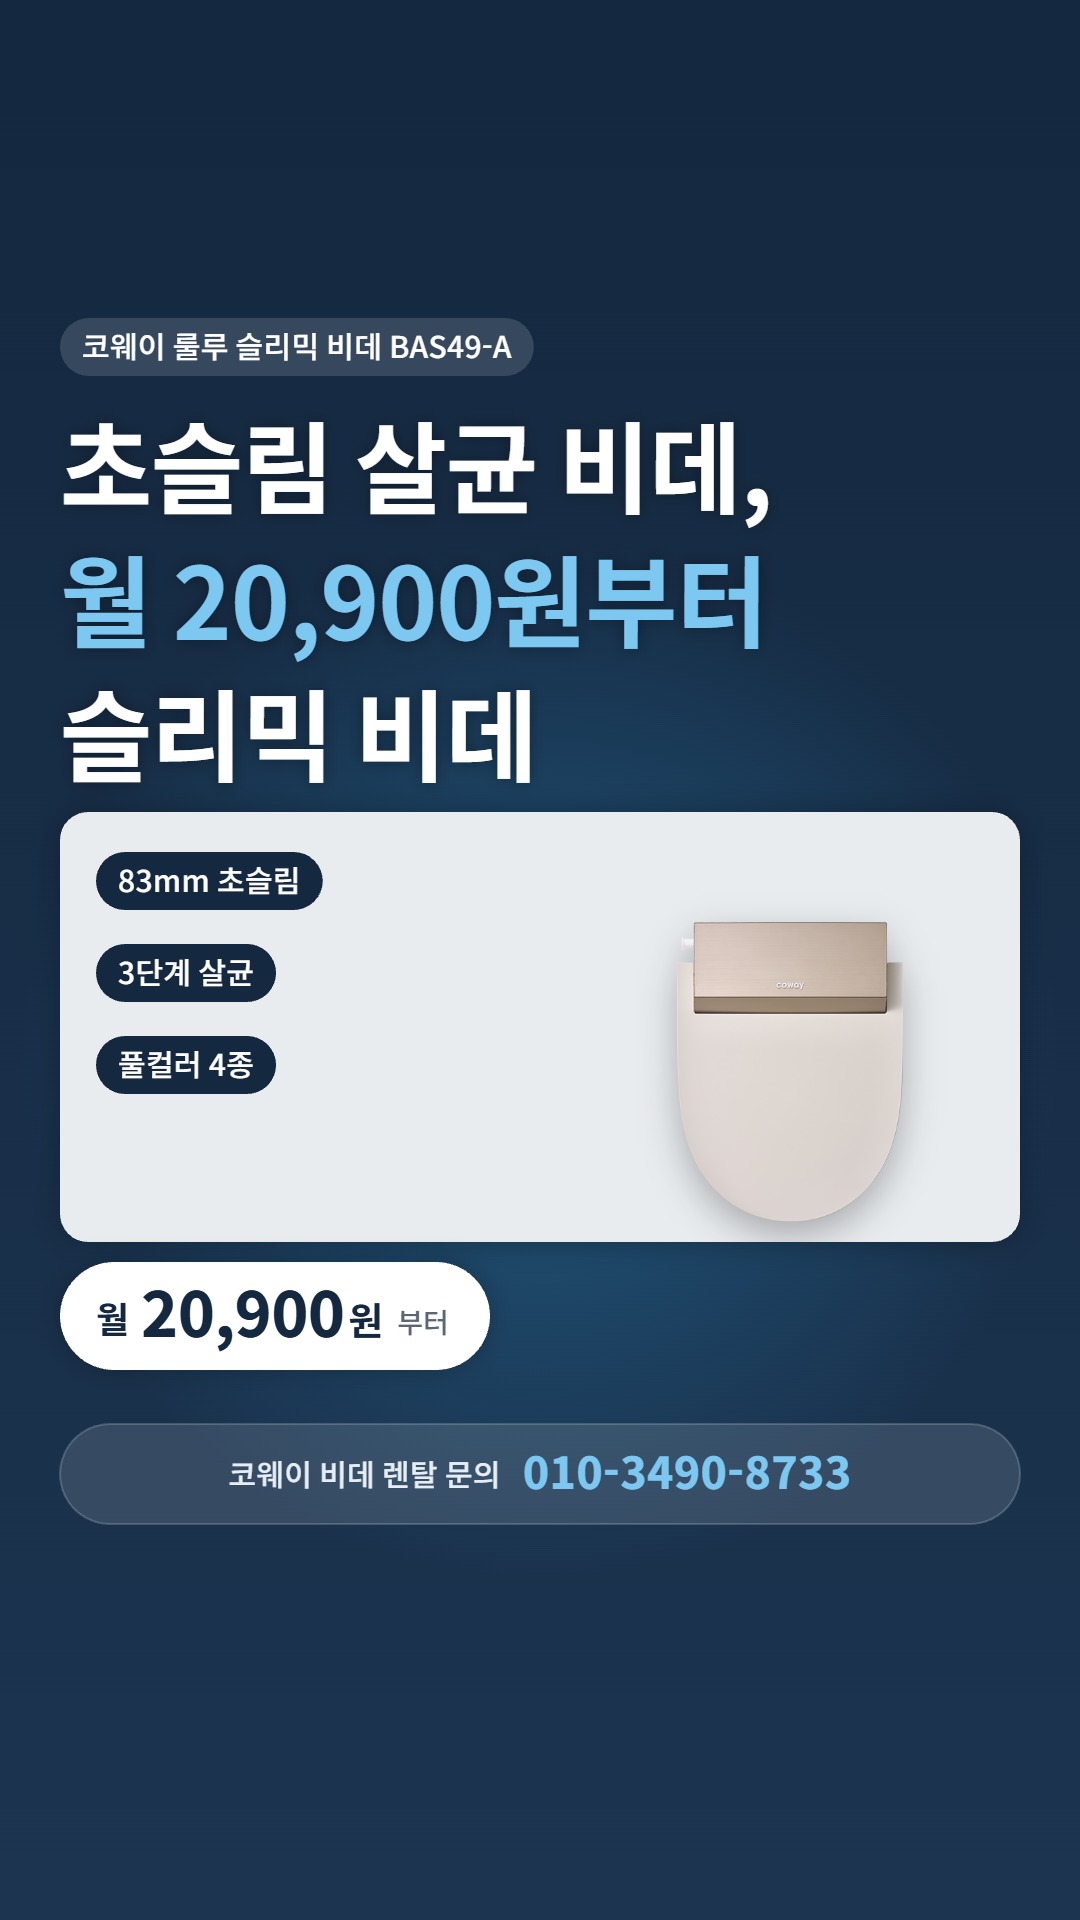 코웨이 룰루 슬리믹 비데 BAS49-A
초슬림 살균 비데,
월 20,900원부터
슬리믹 비데
83mm 초슬림
3단계 살균
풀컬러 4종
coway
월 20,900원 부터
코웨이 비데 렌탈 문의 010-3490-8733